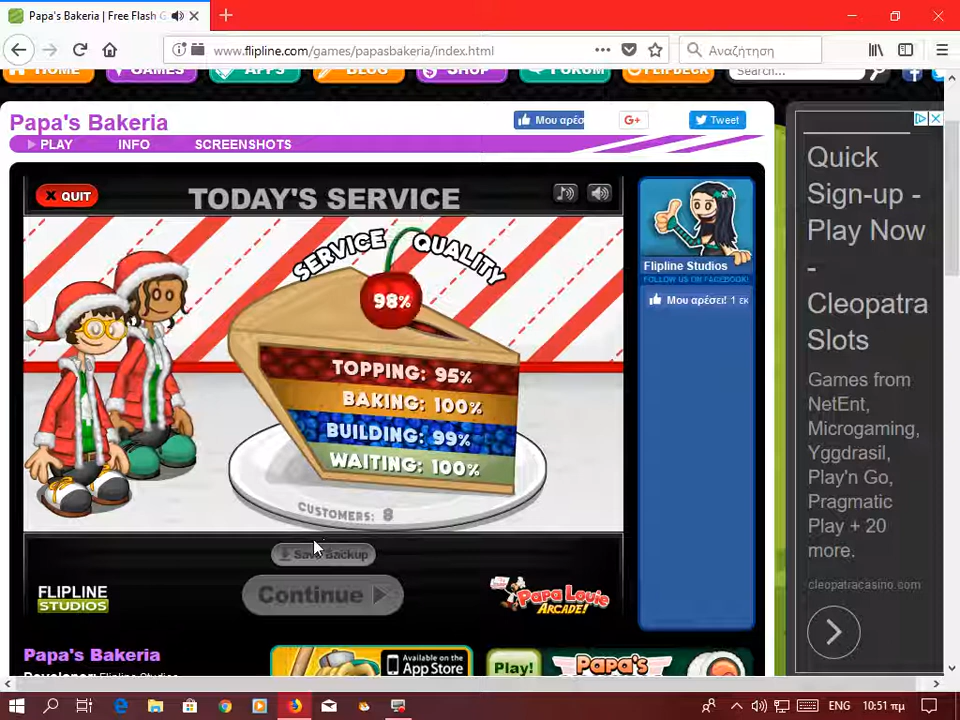 Papa's Bakeria | Free Flash G
www.flipline.com/games/papasbakeria/index.html
Αναζήτηση
HOME
GAMES
APPS
BLOG
SHOP
FORUM
FLIPDECK
Search...
Papa's Bakeria
Μου αρέσ
G+
Tweet
PLAY
INFO
SCREENSHOTS
QUIT
TODAY'S SERVICE
SERVICE QUALITY
98%
TOPPING: 95%
BAKING: 100%
BUILDING: 99%
WAITING: 100%
CUSTOMERS: 8
Save Backup
Continue
FLIPLINE
STUDIOS
Papa Louie
ARCADE!
Flipline Studios
FOLLOW US ON FACEBOOK!
Μου αρέσει! 1 εκ
Quick
Sign-up -
Play Now
-
Cleopatra
Slots
Games from
NetEnt,
Microgaming,
Yggdrasil,
Play'n Go,
Pragmatic
Play + 20
more.
cleopatracasino.com
Papa's Bakeria
Developer: Flipline Studios
Available on the
App Store
Play!
PAPA'S
ENG
10:51 πμ